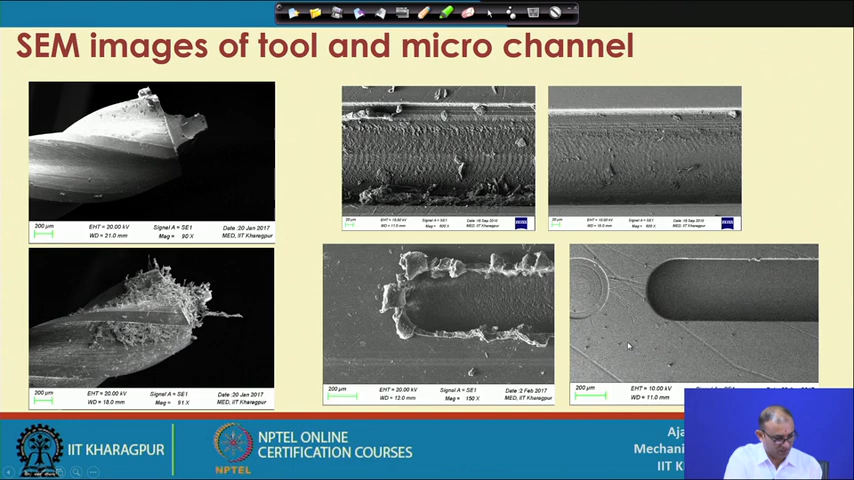 SEM images of tool and micro channel
200 µm
EHT = 20.00 kV
WD = 21.0 mm
Signal A = SE1
Mag = 90 X
Date :20 Jan 2017
MED, IIT Kharagpur
200 µm
EHT = 20.00 kV
WD = 18.0 mm
Signal A = SE1
Mag = 91 X
Date :20 Jan 2017
MED, IIT Kharagpur
200 µm
EHT = 20.00 kV
WD = 12.0 mm
Signal A = SE1
Mag = 150 X
Date :2 Feb 2017
MED, IIT Kharagpur
200 µm
EHT = 10.00 kV
WD = 11.0 mm
IIT KHARAGPUR
NPTEL
NPTEL ONLINE
CERTIFICATION COURSES
Aja
Mechani
IIT K